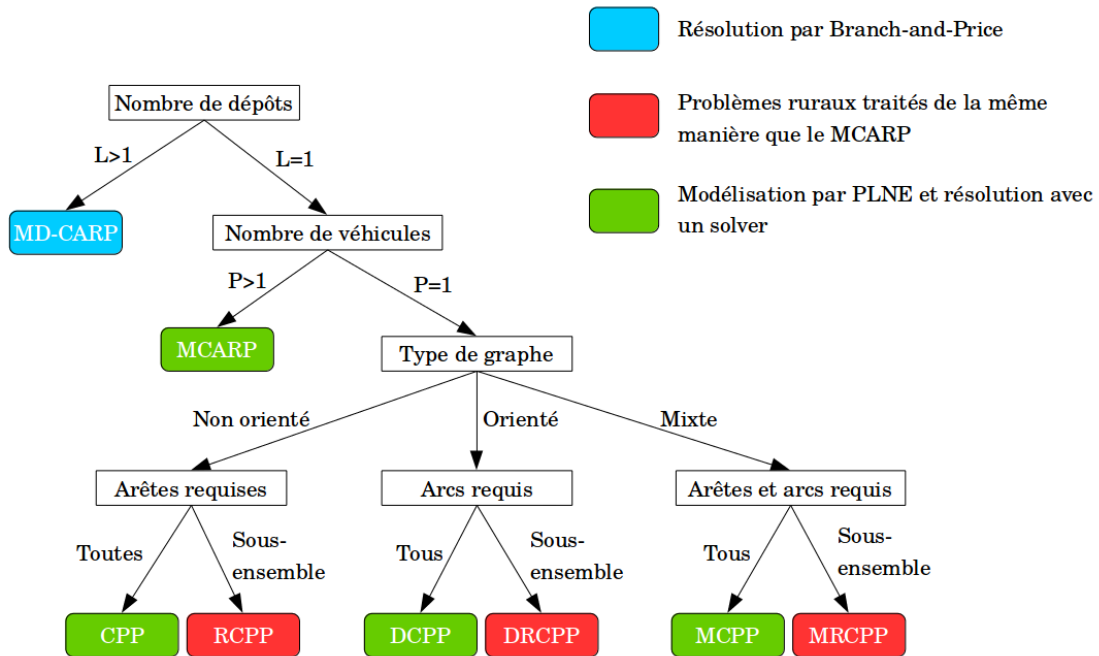 Résolution par Branch-and-Price
Nombre de dépôts
Problèmes ruraux traités de la même
manière que le MCARP
L>1
L=1
Modélisation par PLNE et résolution avec
un solver
MD-CARP
Nombre de véhicules
P>1
P=1
MCARP
Type de graphe
Non orienté
Orienté
Mixte
Arêtes requises
Arcs requis
Arêtes et arcs requis
Toutes
Sous-
ensemble
Tous
Sous-
ensemble
Tous
Sous-
ensemble
CPP
RCPP
DCPP
DRCPP
MCPP
MRCPP